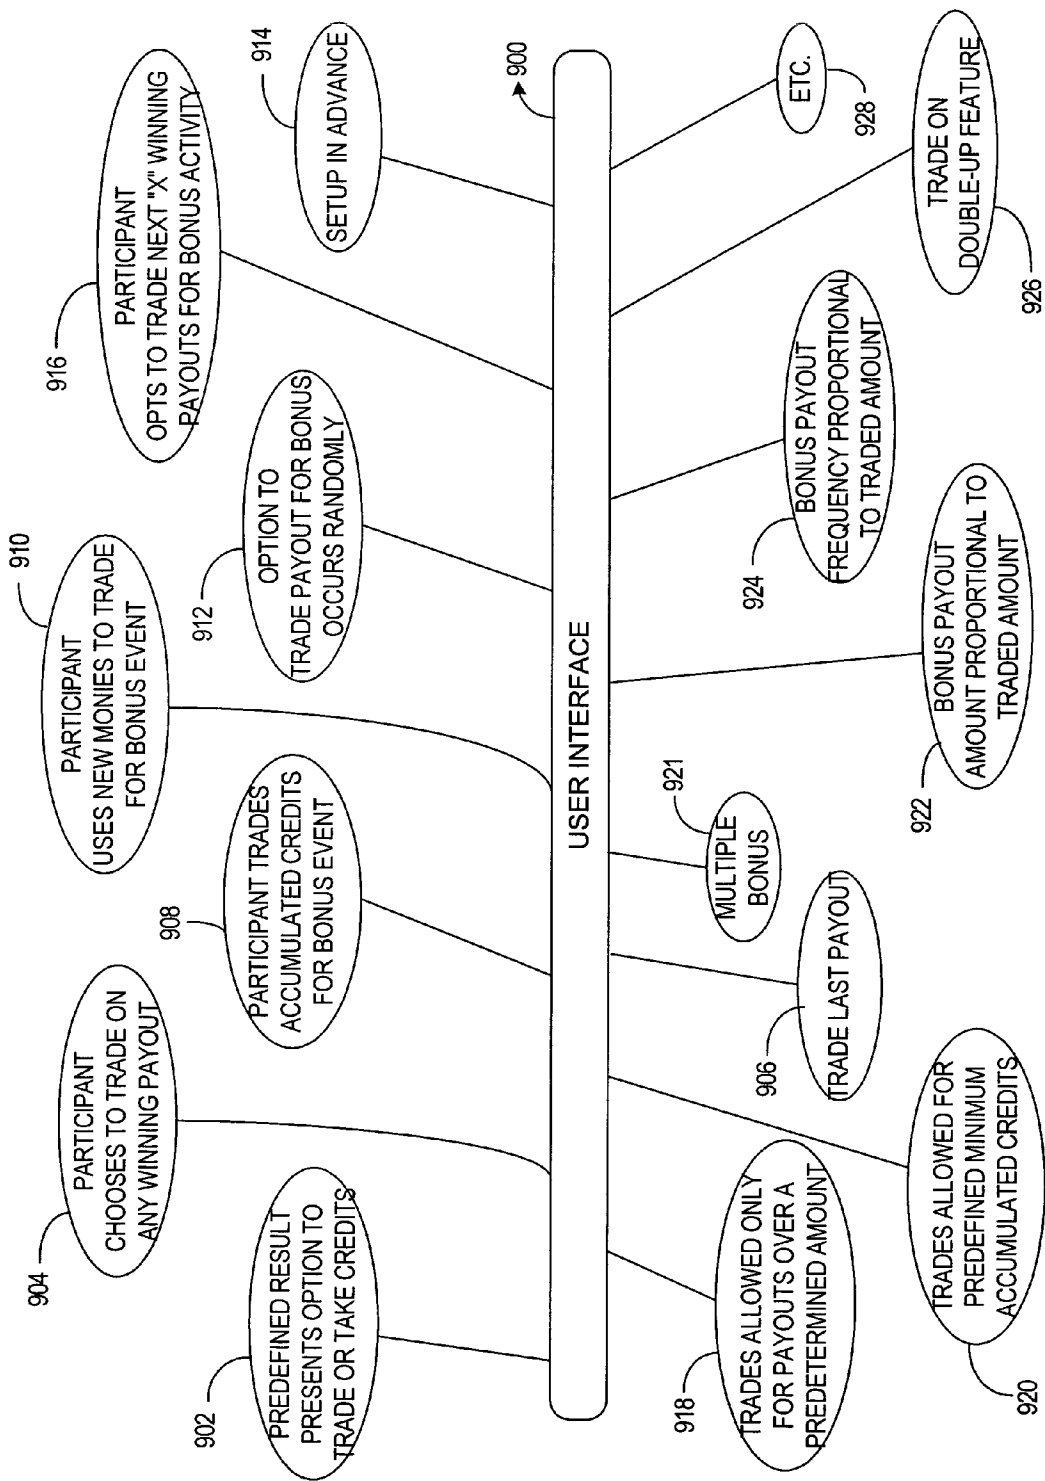 902
PREDEFINED RESULT
PRESENTS OPTION TO
TRADE OR TAKE CREDITS
904
PARTICIPANT
CHOOSES TO TRADE ON
ANY WINNING PAYOUT
908
PARTICIPANT TRADES
ACCUMULATED CREDITS
FOR BONUS EVENT
910
PARTICIPANT
USES NEW MONIES TO TRADE
FOR BONUS EVENT
912
OPTION TO
TRADE PAYOUT FOR BONUS
OCCURS RANDOMLY
916
PARTICIPANT
OPTS TO TRADE NEXT "X" WINNING
PAYOUTS FOR BONUS ACTIVITY
914
SETUP IN ADVANCE
USER INTERFACE
900
918
TRADES ALLOWED ONLY
FOR PAYOUTS OVER A
PREDETERMINED AMOUNT
920
TRADES ALLOWED FOR
PREDEFINED MINIMUM
ACCUMULATED CREDITS
906
TRADE LAST PAYOUT
921
MULTIPLE
BONUS
922
BONUS PAYOUT
AMOUNT PROPORTIONAL TO
TRADED AMOUNT
924
BONUS PAYOUT
FREQUENCY PROPORTIONAL
TO TRADED AMOUNT
926
TRADE ON
DOUBLE-UP FEATURE
928
ETC.